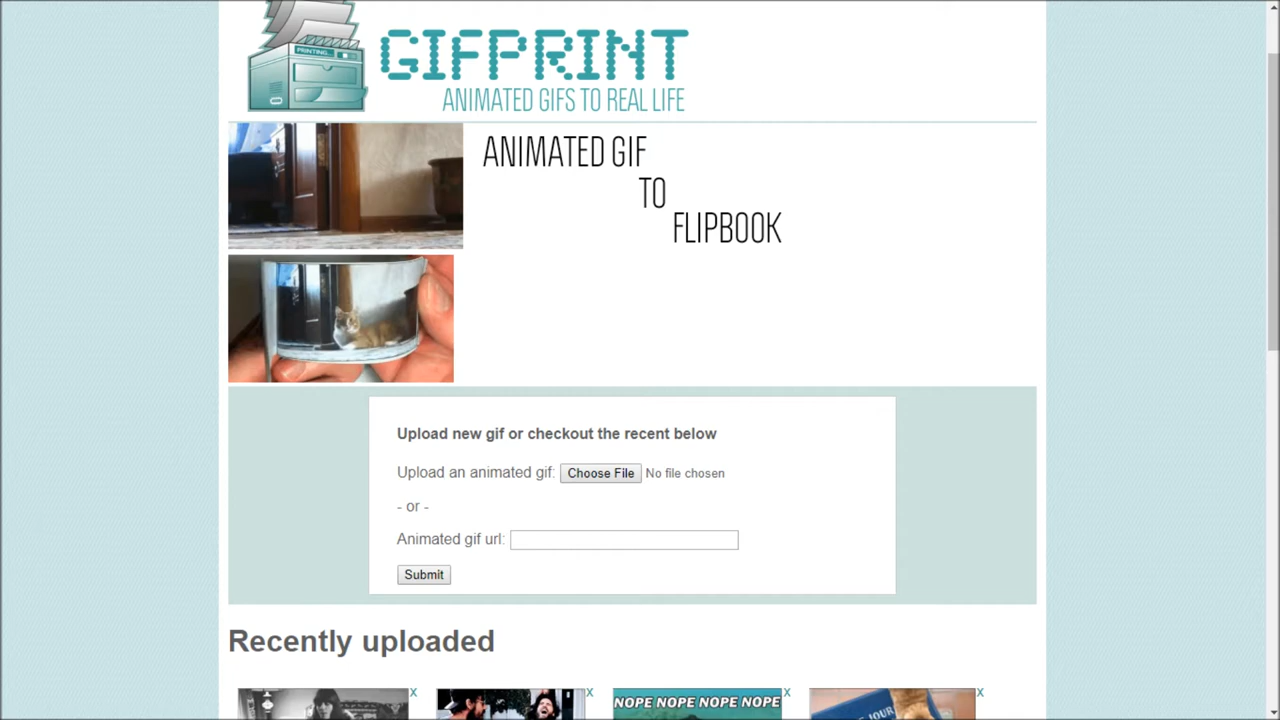 PRINTING...
GIFPRINT
ANIMATED GIFS TO REAL LIFE
ANIMATED GIF
TO
FLIPBOOK
Upload new gif or checkout the recent below
Upload an animated gif: Choose File No file chosen
- or -
Animated gif url:
Submit
Recently uploaded
x x x x
NOPE NOPE NOPE NOPE
JOUR